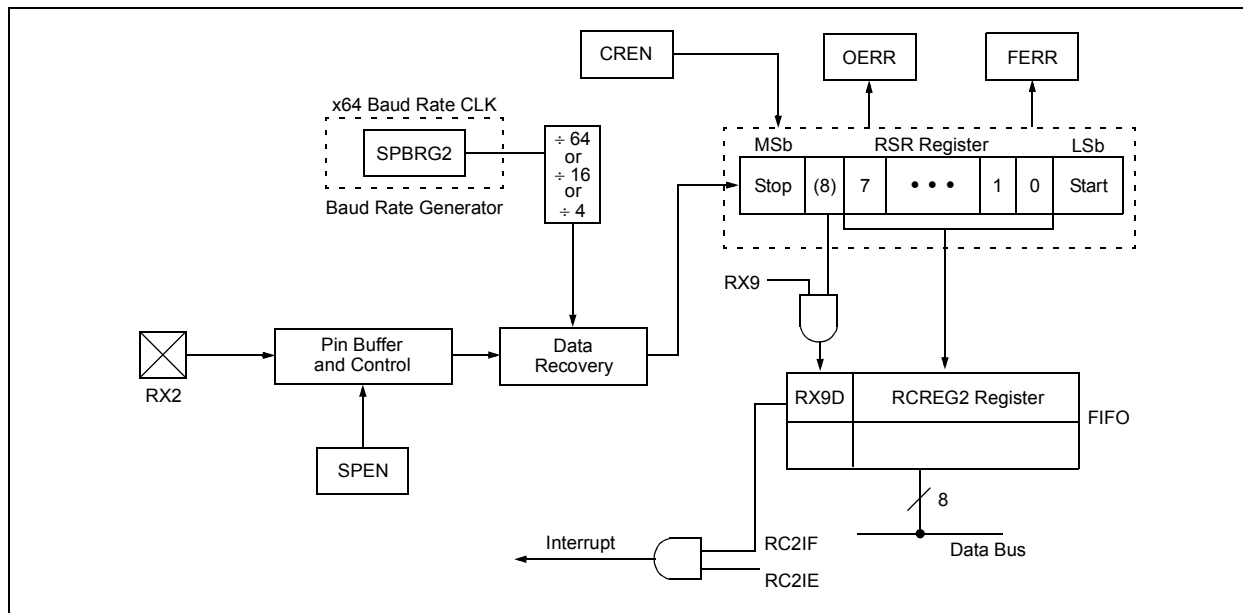 CREN
OERR
FERR
x64 Baud Rate CLK
SPBRG2
÷ 64
or
÷ 16
or
÷ 4
Baud Rate Generator
MSb
RSR Register
LSb
Stop
(8)
7
• • •
1
0
Start
RX9
RX2
Pin Buffer
and Control
Data
Recovery
SPEN
RX9D
RCREG2 Register
FIFO
8
Data Bus
Interrupt
RC2IF
RC2IE